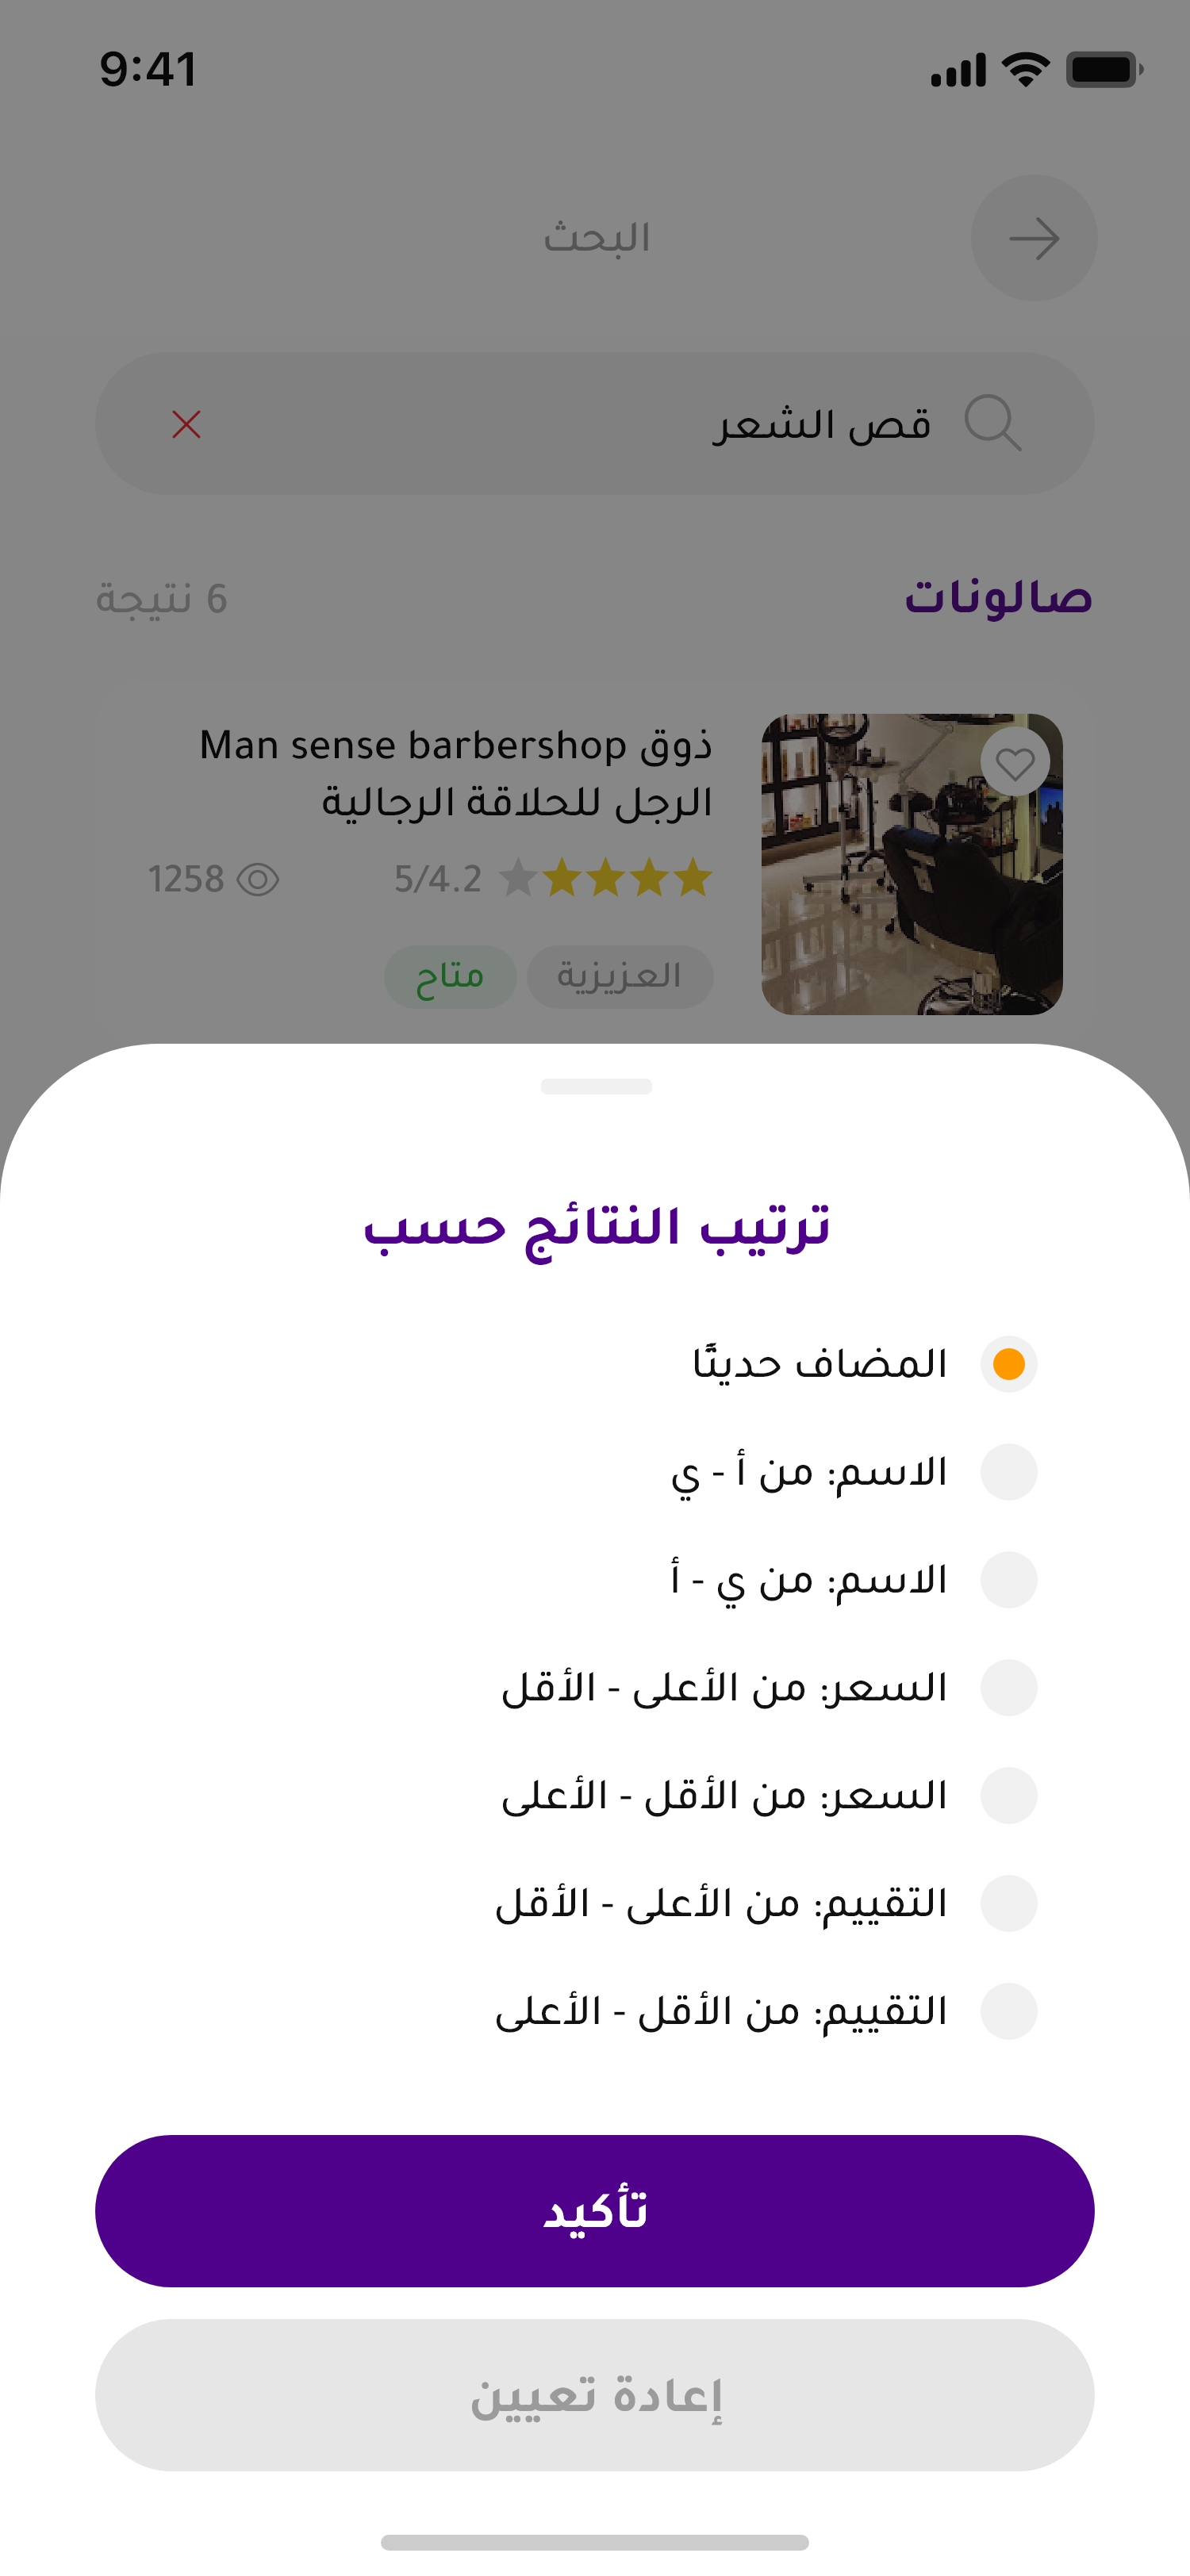 9:41
البحث
قص الشعر
صالونات
6 نتيجة
ذوق Man sense barbershop
الرجل للحلاقة الرجالية
5/4.2
1258
العزيزية
متاح
ترتيب النتائج حسب
المضاف حديثًا
الاسم: من أ - ي
الاسم: من ي - أ
السعر: من الأعلى - الأقل
السعر: من الأقل - الأعلى
التقييم: من الأعلى - الأقل
التقييم: من الأقل - الأعلى
تأكيد
إعادة تعيين